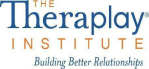 THE
Theraplay®
INSTITUTE
Building Better Relationships